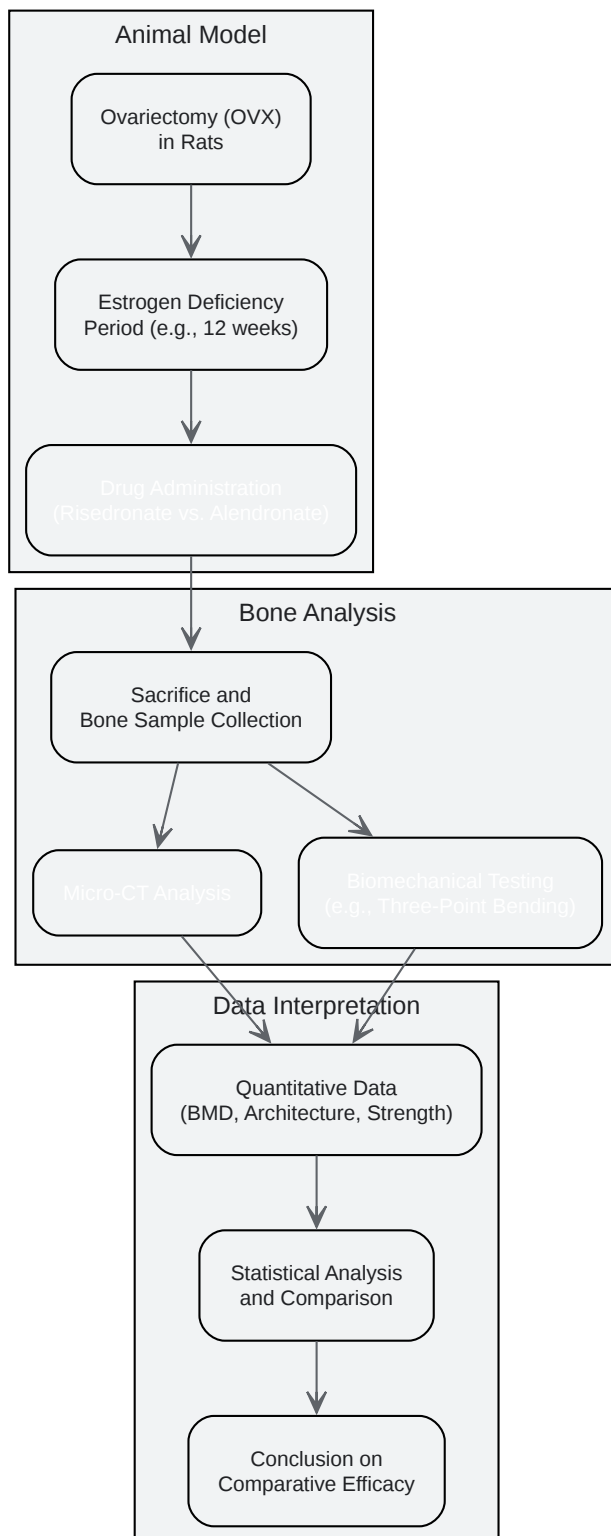 Animal Model
Ovariectomy (OVX)
in Rats
Estrogen Deficiency
Period (e.g., 12 weeks)
Drug Administration
(Risedronate vs. Alendronate)
Bone Analysis
Sacrifice and
Bone Sample Collection
Micro-CT Analysis
Biomechanical Testing
(e.g., Three-Point Bending)
Data Interpretation
Quantitative Data
(BMD, Architecture, Strength)
Statistical Analysis
and Comparison
Conclusion on
Comparative Efficacy